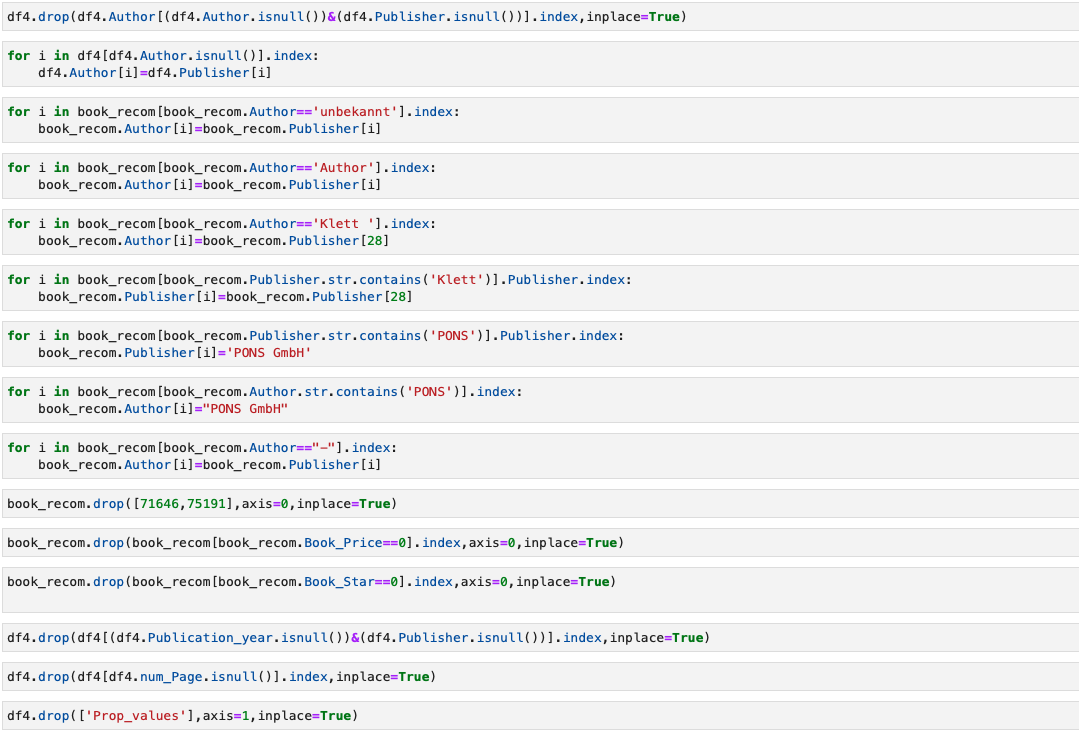 df4.drop(df4.Author[(df4.Author.isnull())&(df4.Publisher.isnull())].index,inplace=True)
for i in df4[df4.Author.isnull()].index:
    df4.Author[i]=df4.Publisher[i]
for i in book_recom[book_recom.Author=='unbekannt'].index:
    book_recom.Author[i]=book_recom.Publisher[i]
for i in book_recom[book_recom.Author=='Author'].index:
    book_recom.Author[i]=book_recom.Publisher[i]
for i in book_recom[book_recom.Author=='Klett '].index:
    book_recom.Author[i]=book_recom.Publisher[28]
for i in book_recom[book_recom.Publisher.str.contains('Klett')].Publisher.index:
    book_recom.Publisher[i]=book_recom.Publisher[28]
for i in book_recom[book_recom.Publisher.str.contains('PONS')].Publisher.index:
    book_recom.Publisher[i]='PONS GmbH'
for i in book_recom[book_recom.Author.str.contains('PONS')].index:
    book_recom.Author[i]="PONS GmbH"
for i in book_recom[book_recom.Author=="–"].index:
    book_recom.Author[i]=book_recom.Publisher[i]
book_recom.drop([71646,75191],axis=0,inplace=True)
book_recom.drop(book_recom[book_recom.Book_Price==0].index,axis=0,inplace=True)
book_recom.drop(book_recom[book_recom.Book_Star==0].index,axis=0,inplace=True)
df4.drop(df4[(df4.Publication_year.isnull())&(df4.Publisher.isnull())].index,inplace=True)
df4.drop(df4[df4.num_Page.isnull()].index,inplace=True)
df4.drop(['Prop_values'],axis=1,inplace=True)